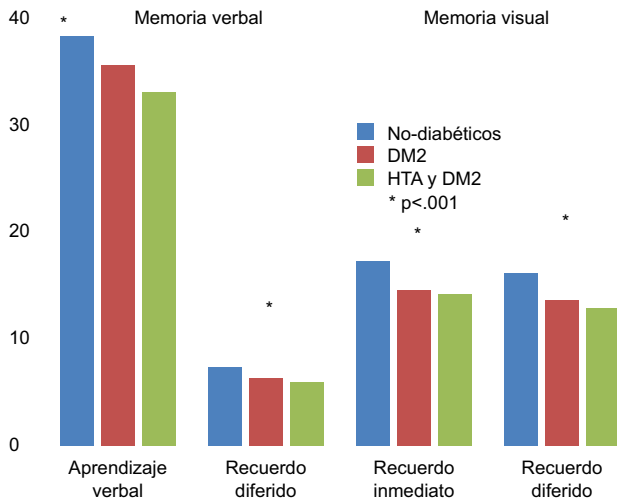 Memoria verbal
Memoria visual
40
30
20
10
0
*
*
*
*
No-diabéticos
DM2
HTA y DM2
* p<.001
Aprendizaje
verbal
Recuerdo
diferido
Recuerdo
inmediato
Recuerdo
diferido